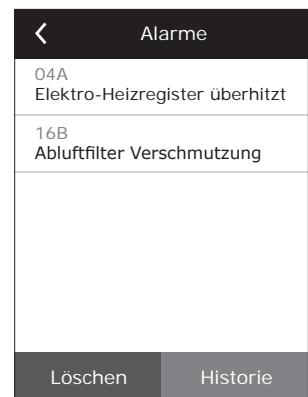 Alarme
04A
Elektro-Heizregister überhitzt
16B
Abluftfilter Verschmutzung
Löschen Historie